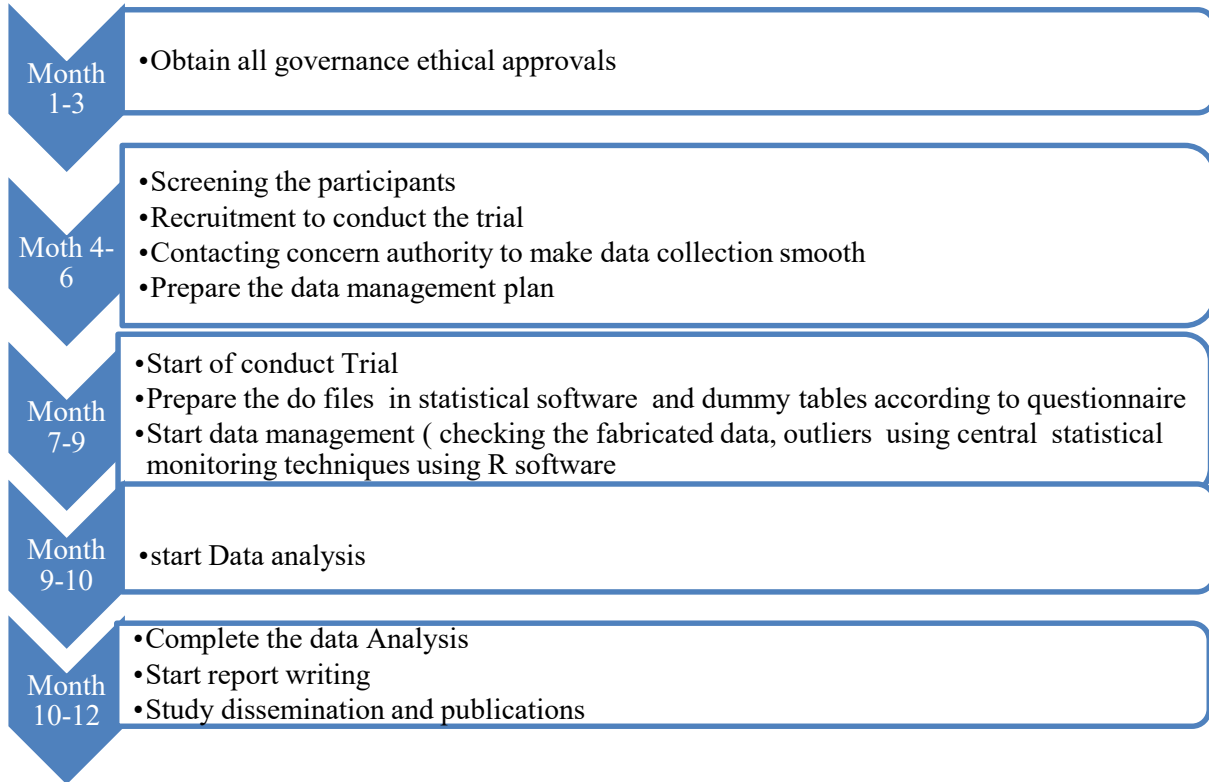 Month
1-3
•Obtain all governance ethical approvals
Moth 4-
6
•Screening the participants
•Recruitment to conduct the trial
•Contacting concern authority to make data collection smooth
•Prepare the data management plan
Month
7-9
•Start of conduct Trial
•Prepare the do files in statistical software and dummy tables according to questionnaire
•Start data management ( checking the fabricated data, outliers using central statistical
monitoring techniques using R software
Month
9-10
•start Data analysis
Month
10-12
•Complete the data Analysis
•Start report writing
•Study dissemination and publications